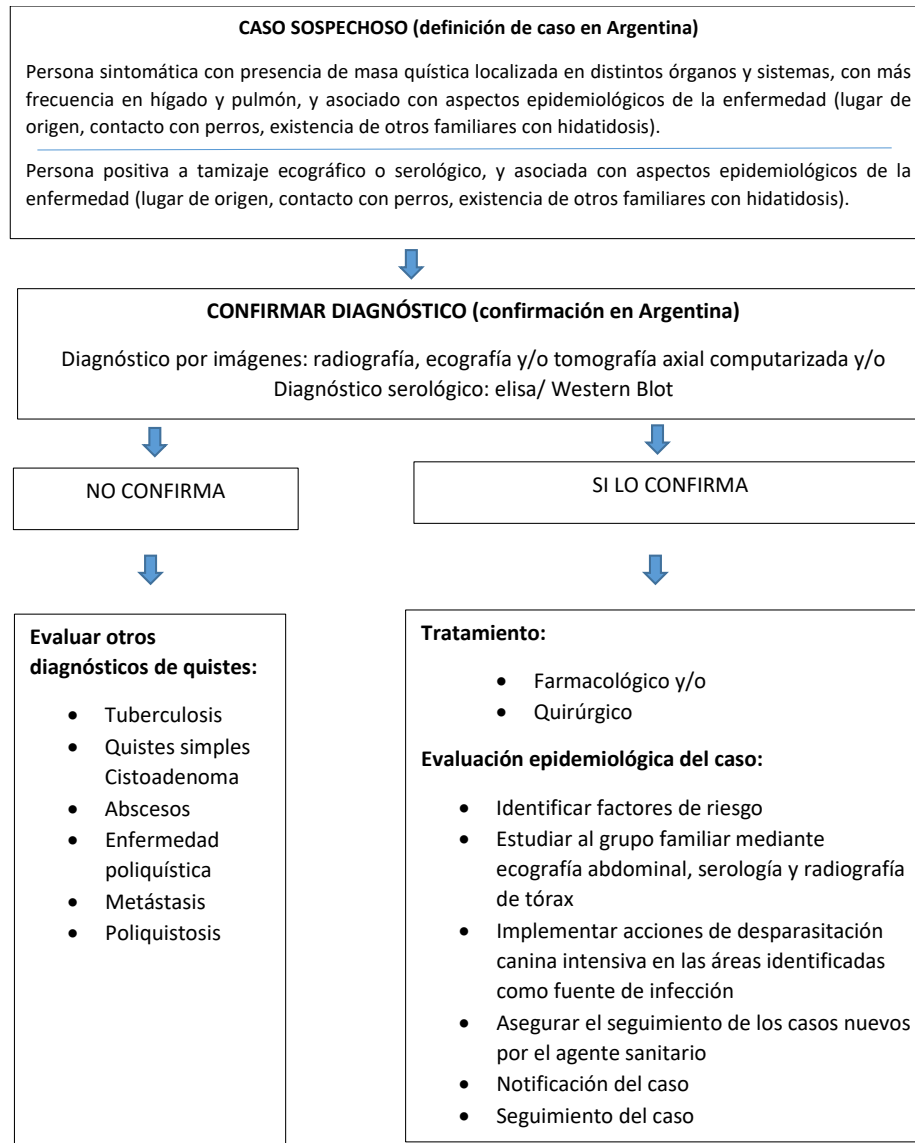 CASO SOSPECHOSO (definición de caso en Argentina)
Persona sintomática con presencia de masa quística localizada en distintos órganos y sistemas, con más
frecuencia en hígado y pulmón, y asociado con aspectos epidemiológicos de la enfermedad (lugar de
origen, contacto con perros, existencia de otros familiares con hidatidosis).
Persona positiva a tamizaje ecográfico o serológico, y asociada con aspectos epidemiológicos de la
enfermedad (lugar de origen, contacto con perros, existencia de otros familiares con hidatidosis).
CONFIRMAR DIAGNÓSTICO (confirmación en Argentina)
Diagnóstico por imágenes: radiografía, ecografía y/o tomografía axial computarizada y/o
Diagnóstico serológico: elisa/ Western Blot
NO CONFIRMA
SI LO CONFIRMA
Evaluar otros
diagnósticos de quistes:
• Tuberculosis
• Quistes simples
Cistoadenoma
• Abscesos
• Enfermedad
poliquística
• Metástasis
• Poliquistosis
Tratamiento:
• Farmacológico y/o
• Quirúrgico
Evaluación epidemiológica del caso:
• Identificar factores de riesgo
• Estudiar al grupo familiar mediante
ecografía abdominal, serología y radiografía
de tórax
• Implementar acciones de desparasitación
canina intensiva en las áreas identificadas
como fuente de infección
• Asegurar el seguimiento de los casos nuevos
por el agente sanitario
• Notificación del caso
• Seguimiento del caso